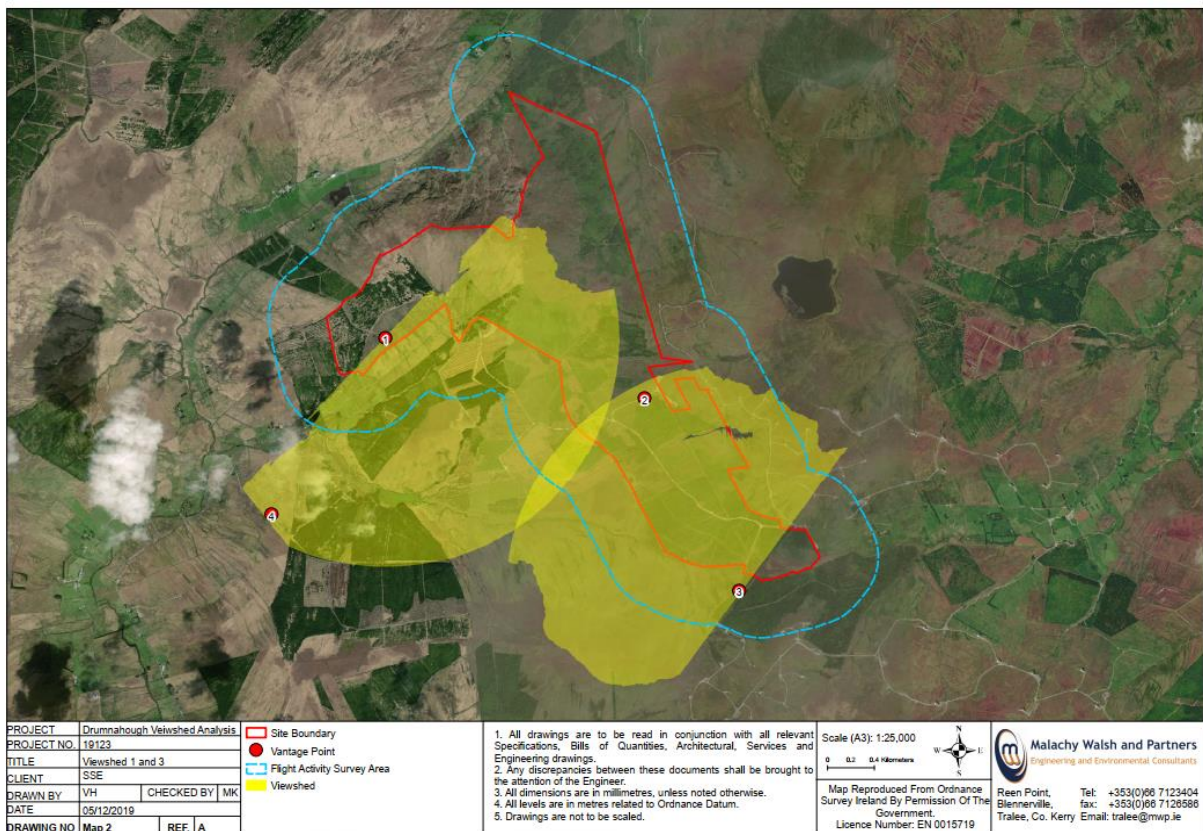 1
2
3
4
PROJECT Drumnahough Veiwshed Analysis
PROJECT NO. 19123
TITLE Viewshed 1 and 3
CLIENT SSE
DRAWN BY VH CHECKED BY MK
DATE 05/12/2019
DRAWING NO Map 2 REF. A
Site Boundary
Vantage Point
Flight Activity Survey Area
Viewshed
1. All drawings are to be read in conjunction with all relevant
Specifications, Bills of Quantities, Architectural, Services and
Engineering drawings.
2. Any discrepancies between these documents shall be brought to
the attention of the Engineer.
3. All dimensions are in millimetres, unless noted otherwise.
4. All levels are in metres related to Ordnance Datum.
5. Drawings are not to be scaled.
Scale (A3): 1:25,000
0 0.2 0.4 Kilometers
N
W E
S
Map Reproduced From Ordnance
Survey Ireland By Permission Of The
Government.
Licence Number: EN 0015719
Malachy Walsh and Partners
Engineering and Environmental Consultants
Reen Point, Tel: +353(0)66 7123404
Blennerville, fax: +353(0)66 7126586
Tralee, Co. Kerry Email: tralee@mwp.ie